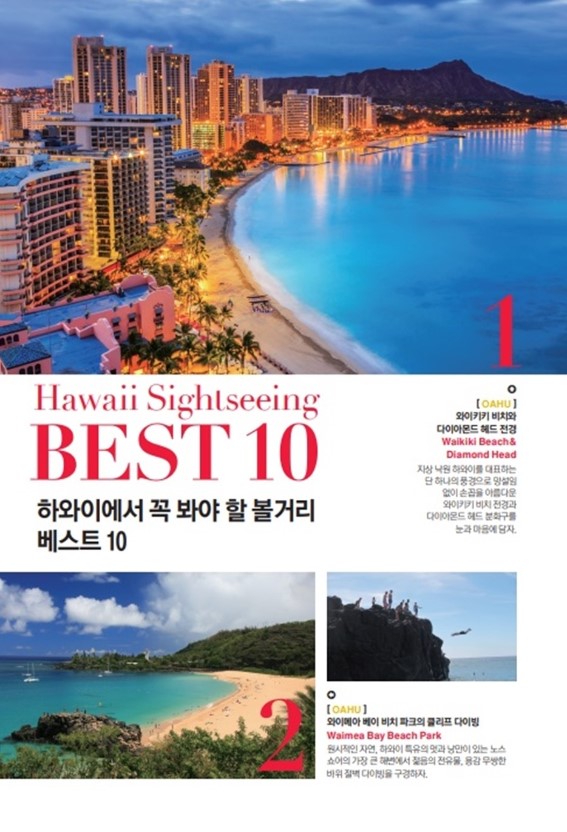 1
Hawaii Sightseeing
BEST 10
하와이에서 꼭 봐야 할 볼거리
베스트 10
[ OAHU ]
와이키키 비치와
다이아몬드 헤드 전경
Waikiki Beach &
Diamond Head
지상 낙원 하와이를 대표하는
단 하나의 풍경으로 망설임
없이 손꼽을 아름다운
와이키키 비치 전경과
다이아몬드 헤드 분화구를
눈과 마음에 담자.
2
[ OAHU ]
와이메아 베이 비치 파크의 클리프 다이빙
Waimea Bay Beach Park
원시적인 자연, 하와이 특유의 멋과 낭만이 있는 노스
쇼어의 가장 큰 해변에서 젊음의 전유물, 용감 무쌍한
바위 절벽 다이빙을 구경하자.